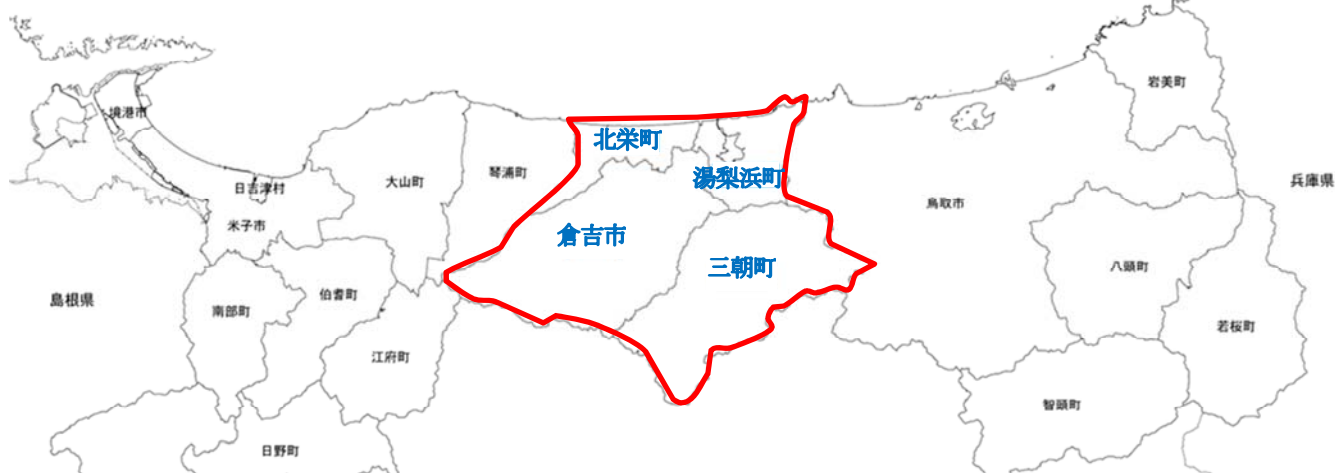 境港市
日吉津村
米子市
大山町
琴浦町
北栄町
湯梨浜町
倉吉市
三朝町
鳥取市
岩美町
兵庫県
八頭町
若桜町
智頭町
島根県
南部町
伯耆町
江府町
日野町